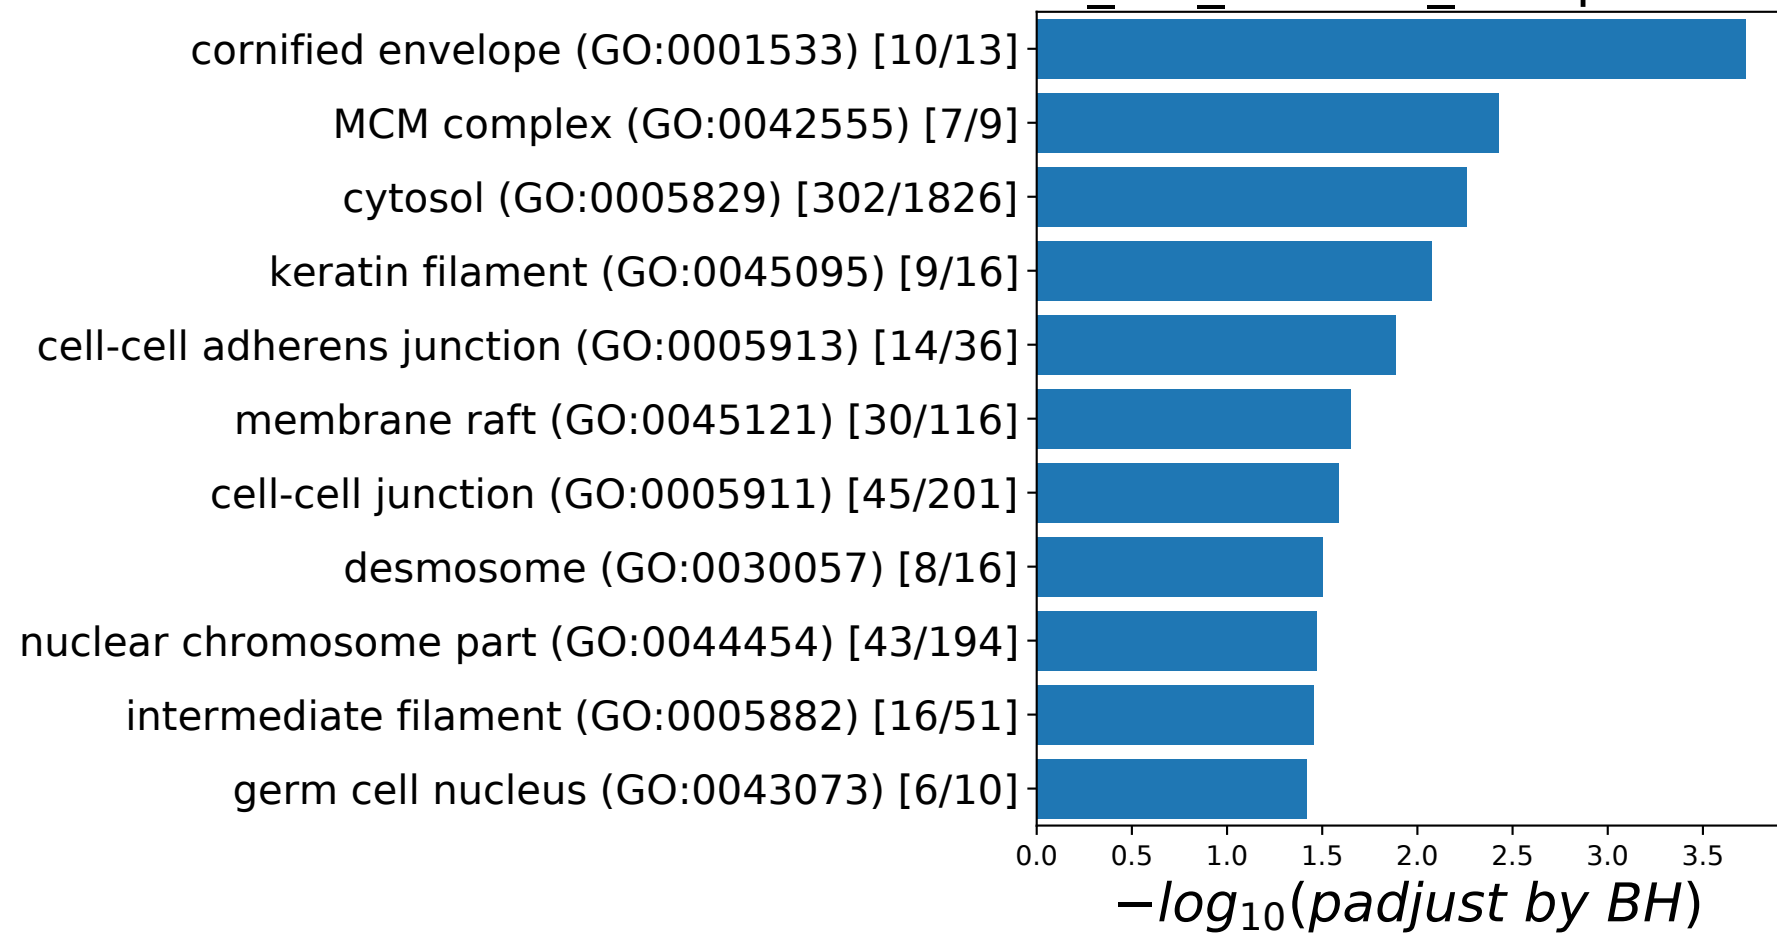 cornified envelope (GO:0001533) [10/13]
MCM complex (GO:0042555) [7/9]
cytosol (GO:0005829) [302/1826]
keratin filament (GO:0045095) [9/16]
cell-cell adherens junction (GO:0005913) [14/36]
membrane raft (GO:0045121) [30/116]
cell-cell junction (GO:0005911) [45/201]
desmosome (GO:0030057) [8/16]
nuclear chromosome part (GO:0044454) [43/194]
intermediate filament (GO:0005882) [16/51]
germ cell nucleus (GO:0043073) [6/10]
0.0 0.5 1.0 1.5 2.0 2.5 3.0 3.5
−log10(padjust by BH)